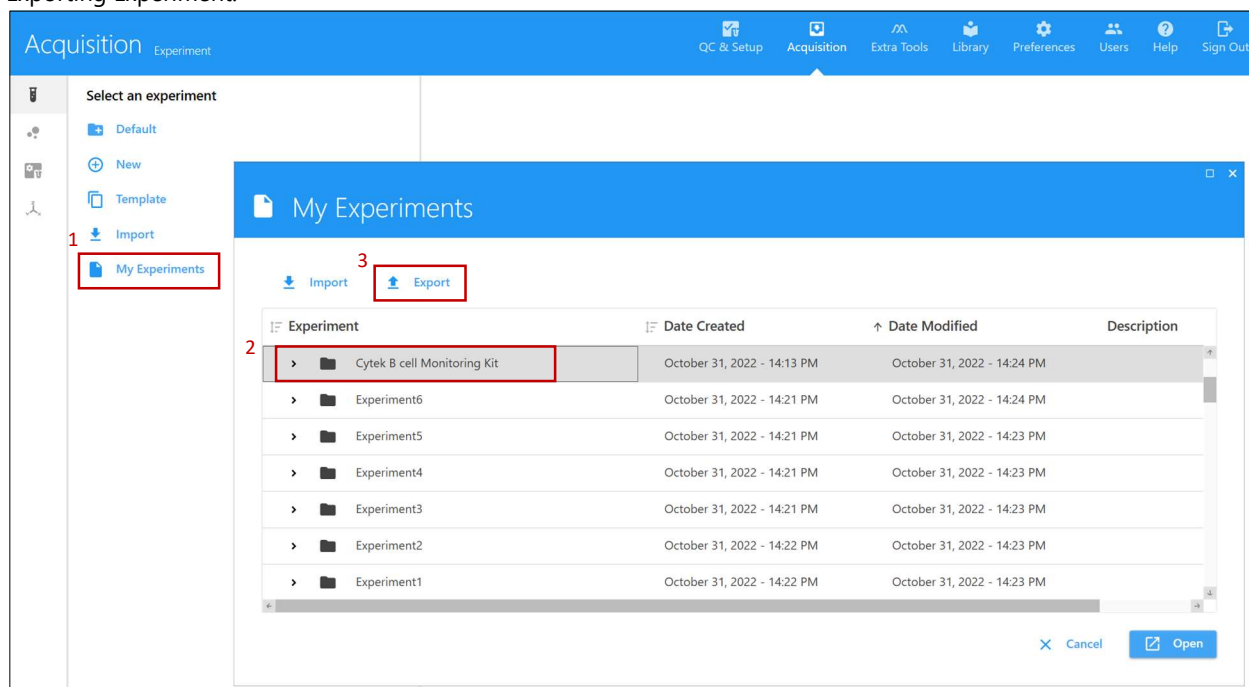 Exporting Experiment.
Acquisition Experiment
QC & Setup Acquisition Extra Tools Library Preferences Users Help Sign Out
Select an experiment
Default
New
Template
1 Import
My Experiments
My Experiments
3
Import Export
Experiment Date Created Date Modified Description
2 Cytek B cell Monitoring Kit October 31, 2022 - 14:13 PM October 31, 2022 - 14:24 PM
Experiment6 October 31, 2022 - 14:21 PM October 31, 2022 - 14:24 PM
Experiment5 October 31, 2022 - 14:21 PM October 31, 2022 - 14:23 PM
Experiment4 October 31, 2022 - 14:21 PM October 31, 2022 - 14:23 PM
Experiment3 October 31, 2022 - 14:21 PM October 31, 2022 - 14:23 PM
Experiment2 October 31, 2022 - 14:22 PM October 31, 2022 - 14:23 PM
Experiment1 October 31, 2022 - 14:22 PM October 31, 2022 - 14:23 PM
Cancel Open